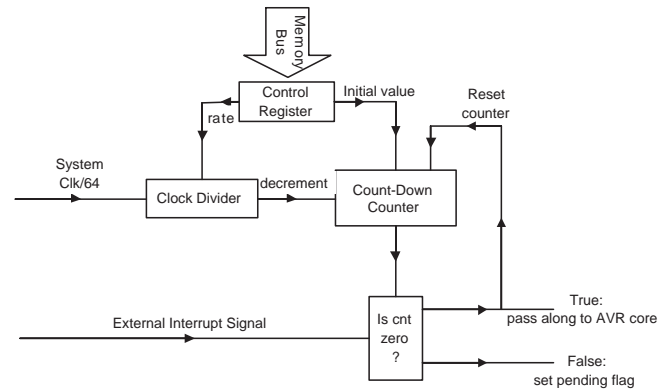 Memory
Bus
Control
Register
Initial value
rate
Reset
counter
System
Clk/64
Clock Divider
decrement
Count-Down
Counter
External Interrupt Signal
Is cnt
zero
?
True:
pass along to AVR core
False:
set pending flag